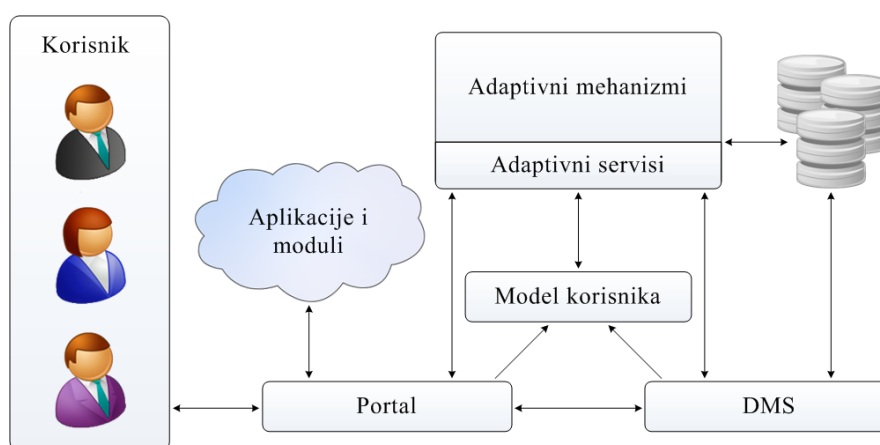 Korisnik
Adaptivni mehanizmi
Adaptivni servisi
Aplikacije i
moduli
Model korisnika
Portal
DMS